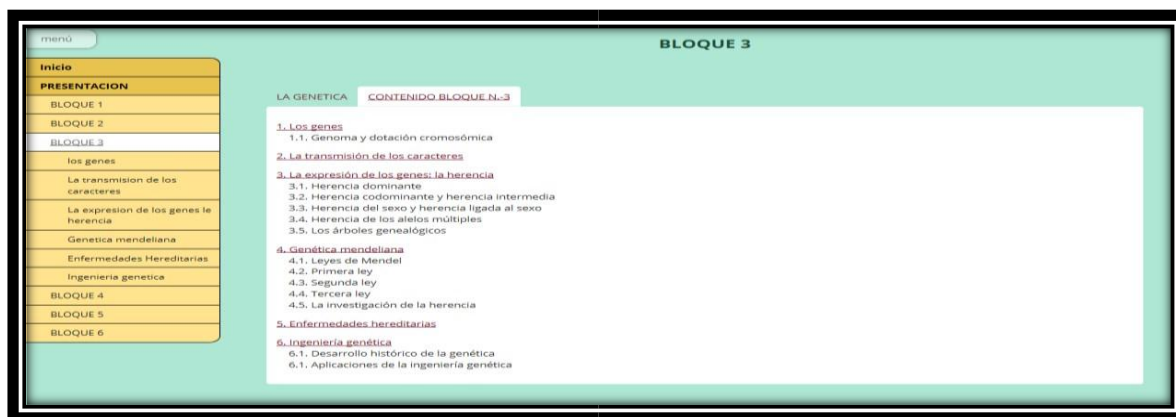 menú
BLOQUE 3
Inicio
PRESENTACION
BLOQUE 1
BLOQUE 2
BLOQUE 3
los genes
La transmision de los
caracteres
La expresion de los genes le
herencia
Genetica mendeliana
Enfermedades Hereditarias
Ingenieria genetica
BLOQUE 4
BLOQUE 5
BLOQUE 6
LA GENETICA CONTENIDO BLOQUE N.-3
1. Los genes
1.1. Genoma y dotación cromosómica
2. La transmisión de los caracteres
3. La expresión de los genes: la herencia
3.1. Herencia dominante
3.2. Herencia codominante y herencia intermedia
3.3. Herencia del sexo y herencia ligada al sexo
3.4. Herencia de los alelos múltiples
3.5. Los árboles genealógicos
4. Genética mendeliana
4.1. Leyes de Mendel
4.2. Primera ley
4.3. Segunda ley
4.4. Tercera ley
4.5. La investigación de la herencia
5. Enfermedades hereditarias
6. Ingeniería genética
6.1. Desarrollo histórico de la genética
6.1. Aplicaciones de la ingeniería genética